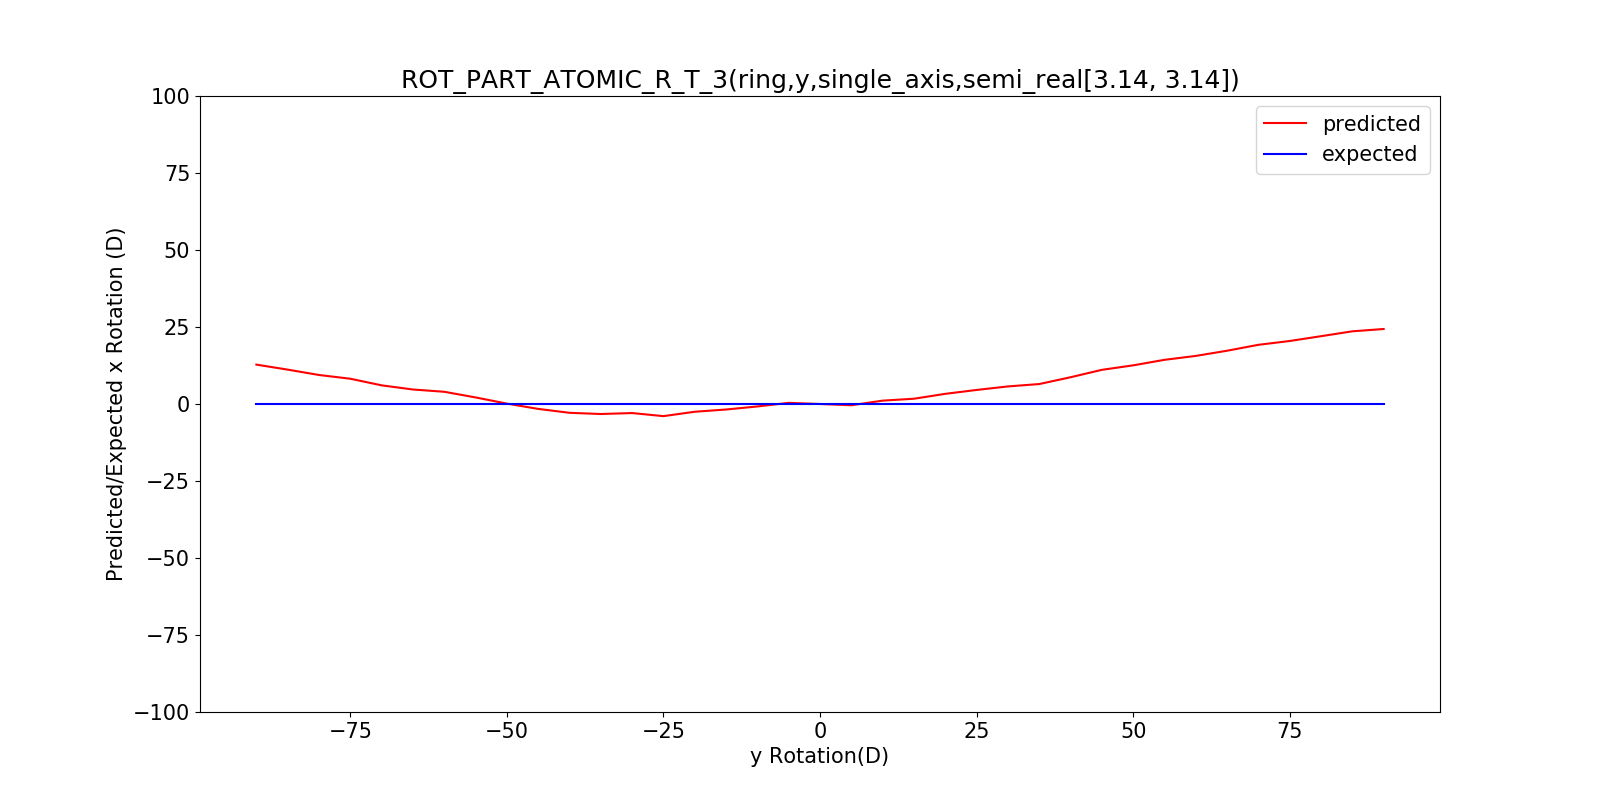 ROT_PART_ATOMIC_R_T_3(ring,y,single_axis,semi_real[3.14, 3.14])
predicted
expected
Predicted/Expected x Rotation (D)
100
75
50
25
0
−25
−50
−75
−100
−75 −50 −25 0 25 50 75
y Rotation(D)